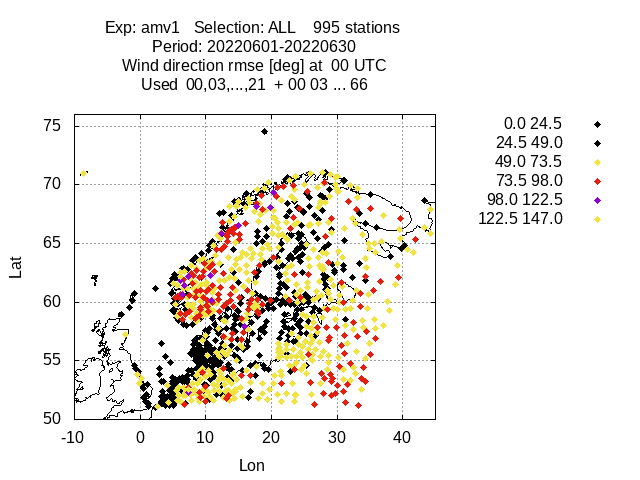 Exp: amv1 Selection: ALL 995 stations
Period: 20220601-20220630
Wind direction rmse [deg] at 00 UTC
Used 00,03,...,21 + 00 03 ... 66
0.0 24.5
24.5 49.0
49.0 73.5
73.5 98.0
98.0 122.5
122.5 147.0
75
70
65
60
55
50
Lat
-10 0 10 20 30 40
Lon